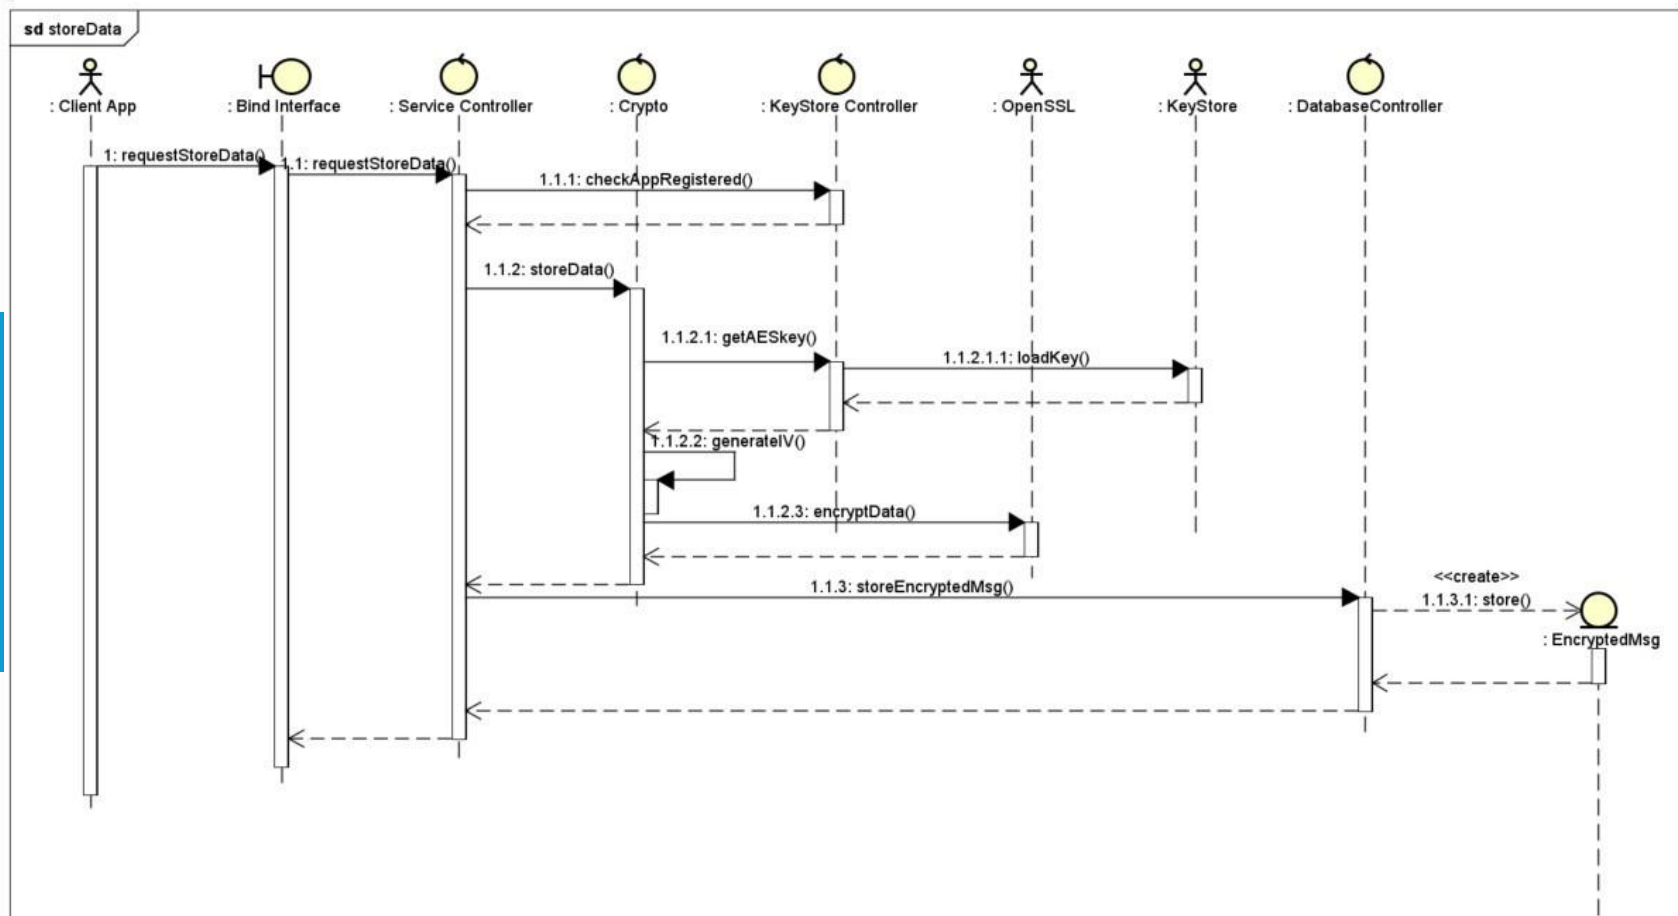 sd storeData
: Client App
: Bind Interface
: Service Controller
: Crypto
: KeyStore Controller
: OpenSSL
: KeyStore
: DatabaseController
1: requestStoreData()
1.1: requestStoreData()
1.1.1: checkAppRegistered()
1.1.2: storeData()
1.1.2.1: getAESkey()
1.1.2.1.1: loadKey()
1.1.2.2: generateIV()
1.1.2.3: encryptData()
1.1.3: storeEncryptedMsg()
<<create>>
1.1.3.1: store()
: EncryptedMsg